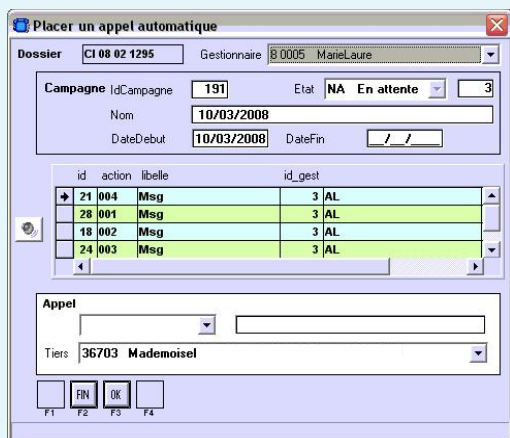 Placer un appel automatique
Dossier CI 08 02 1295 Gestionnaire 8 0005 MarieLaure
Campagne IdCampagne 191 Etat NA En attente 3
Nom 10/03/2008
DateDebut 10/03/2008 DateFin __/__/__
id action libelle id_gest
21 004 Msg 3 AL
28 001 Msg 3 AL
18 002 Msg 3 AL
24 003 Msg 3 AL
Appel
Tiers 36703 Mademoisel
FIN OK
F1 F2 F3 F4